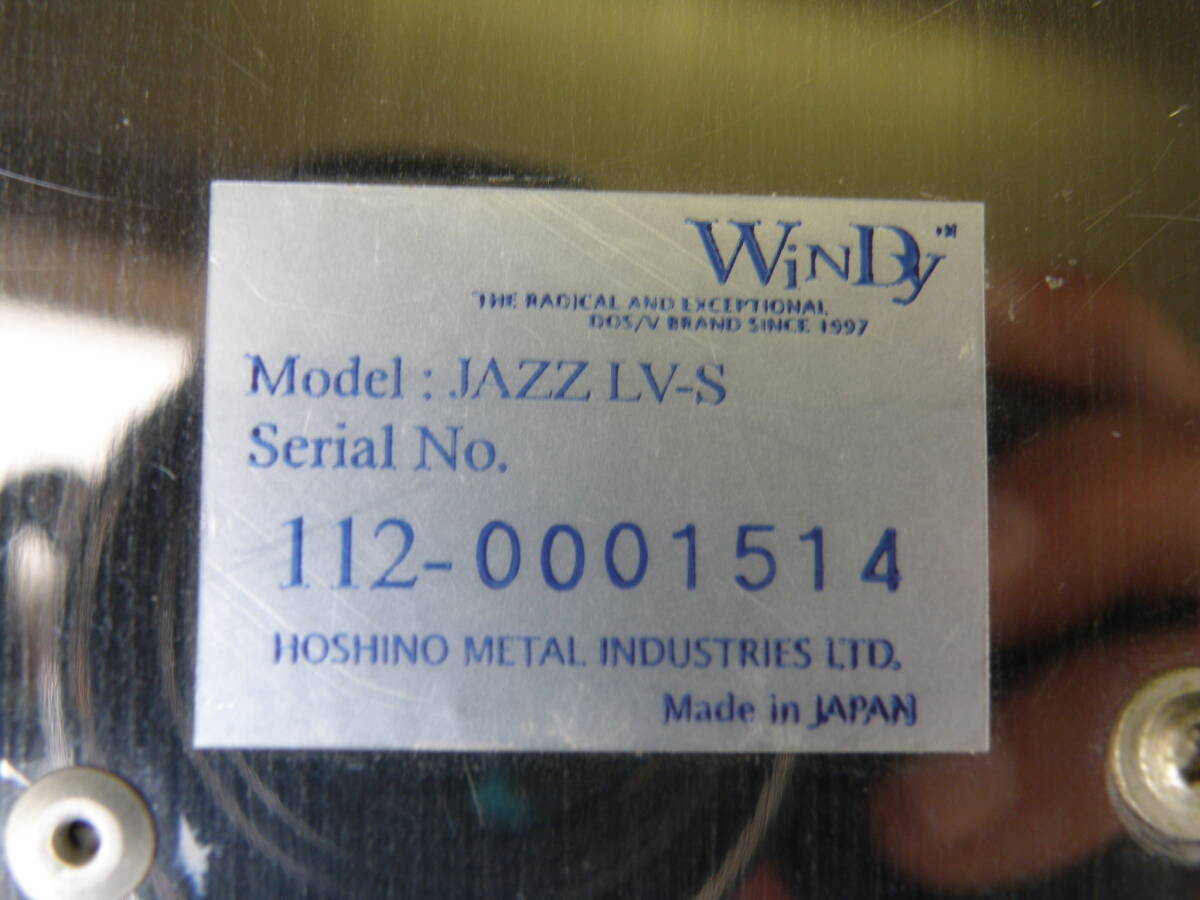 WiNDy™
THE RADICAL AND EXCEPTIONAL
DOS/V BRAND SINCE 1997
Model : JAZZ LV-S
Serial No.
112-0001514
HOSHINO METAL INDUSTRIES LTD.
Made in JAPAN